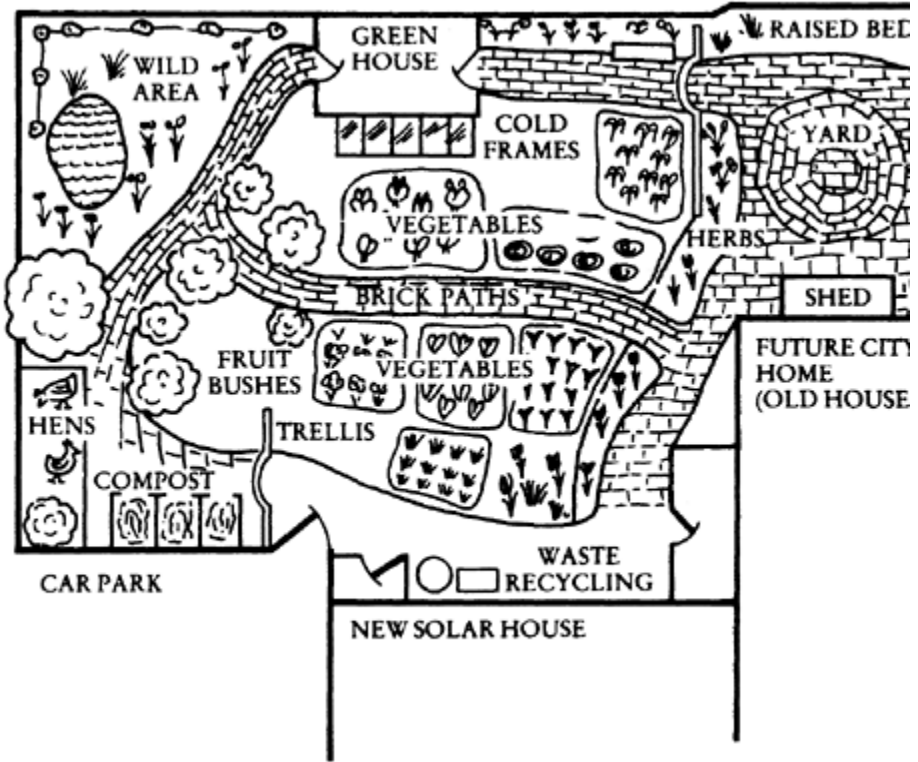 GREEN
HOUSE
RAISED BED
WILD
AREA
COLD
FRAMES
YARD
VEGETABLES
HERBS
BRICK PATHS
SHED
FRUIT
BUSHES
VEGETABLES
FUTURE CITY
HOME
(OLD HOUSE
HENS
TRELLIS
COMPOST
WASTE
RECYCLING
CAR PARK
NEW SOLAR HOUSE